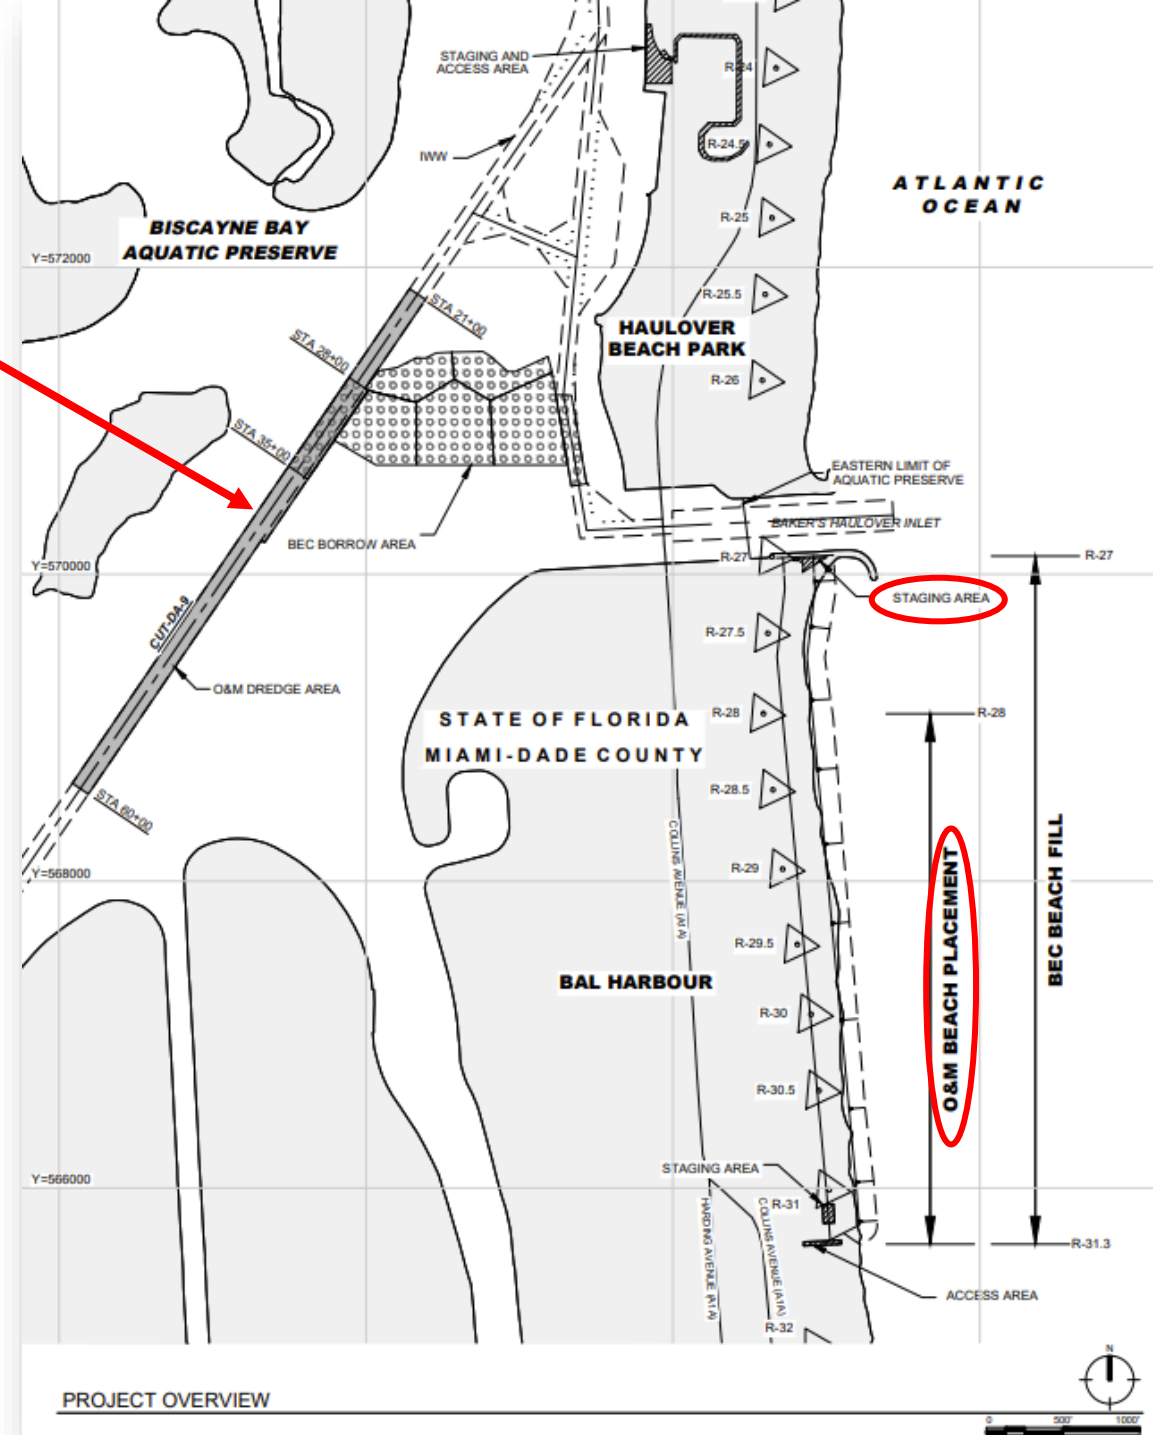 STAGING AND
ACCESS AREA
R-24
IWW
R-24.5
ATLANTIC
OCEAN
BISCAYNE BAY
AQUATIC PRESERVE
R-25
Y=572000
STA 21+00
R-25.5
HAULOVER
BEACH PARK
STA 28+00
R-26
STA 35+00
EASTERN LIMIT OF
AQUATIC PRESERVE
BAKER'S HAULOVER INLET
BEC BORROW AREA
R-27
R-27
Y=570000
STAGING AREA
CUT-DA-9
R-27.5
O&M DREDGE AREA
STATE OF FLORIDA
MIAMI-DADE COUNTY
R-28
R-28
STA 60+00
R-28.5
COLLINS AVENUE (A1A)
R-29
Y=568000
O&M BEACH PLACEMENT
BEC BEACH FILL
R-29.5
BAL HARBOUR
R-30
R-30.5
STAGING AREA
Y=566000
R-31
HARDING AVENUE (A1A)
COLLINS AVENUE (A1A)
R-31.3
ACCESS AREA
R-32
N
PROJECT OVERVIEW
0 500' 1000'